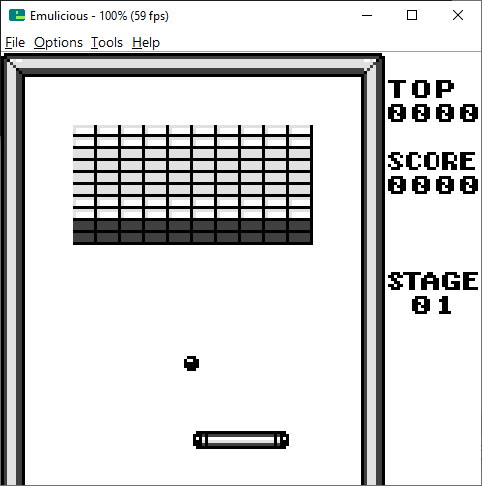 Emulicious - 100% (59 fps)
File Options Tools Help
TOP
0000
SCORE
0000
STAGE
01